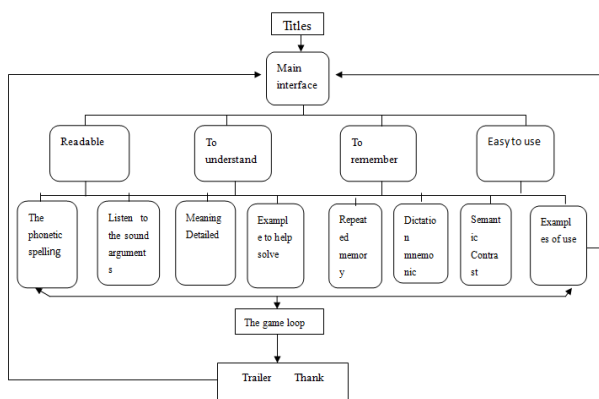 Titles
Main
interface
Readable
To
understand
To
remember
Easy to use
The
phonetic
spelling
Listen to
the sound
argument
s
Meaning
Detailed
Exampl
e to help
solve
Repeat
ed
memor
y
Dictatio
n
mnemo
nic
Semant
ic
Contra
st
Exampl
es of use
The game loop
Trailer Thank